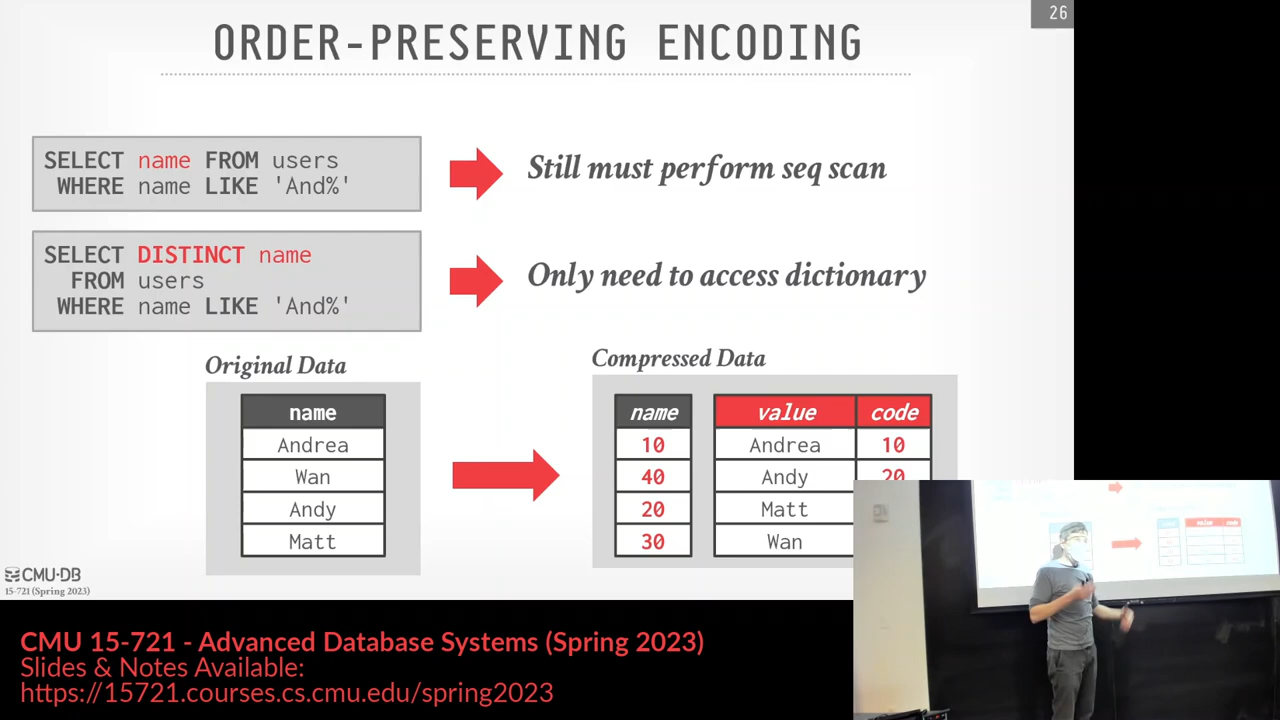 26
ORDER-PRESERVING ENCODING
SELECT name FROM users
WHERE name LIKE 'And%'
Still must perform seq scan
SELECT DISTINCT name
FROM users
WHERE name LIKE 'And%'
Only need to access dictionary
Original Data
name
Andrea
Wan
Andy
Matt
Compressed Data
name value code
10 Andrea 10
40 Andy 20
20 Matt
30 Wan
CMU·DB
15-721 (Spring 2023)
value code
CMU 15-721 - Advanced Database Systems (Spring 2023)
Slides & Notes Available:
https://15721.courses.cs.cmu.edu/spring2023